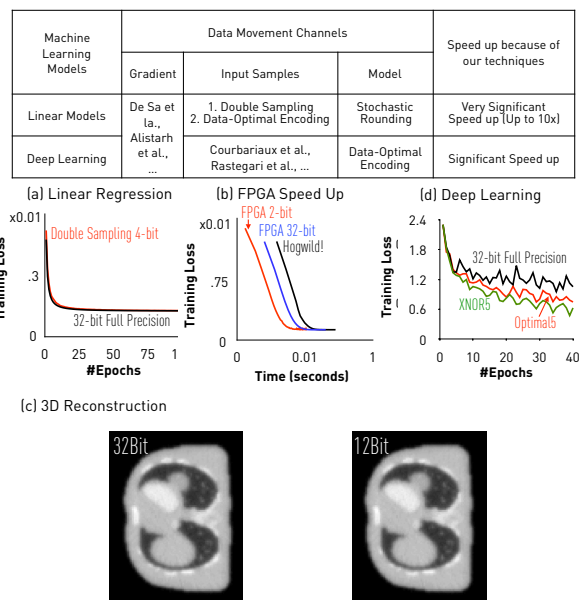 Machine
Learning
Models
Data Movement Channels
Speed up because of
our techniques
Gradient
Input Samples
Model
Linear Models
De Sa et
la.,
Alistarh
et al.,
...
1. Double Sampling
2. Data-Optimal Encoding
Stochastic
Rounding
Very Significant
Speed up (Up to 10x)
Deep Learning
Courbariaux et al.,
Rastegari et al., ...
Data-Optimal
Encoding
Significant Speed up
(a) Linear Regression
x0.01
Double Sampling 4-bit
Training Loss
.3
32-bit Full Precision
0
0 25 50 75 1
#Epochs
(b) FPGA Speed Up
x0.01
FPGA 2-bit
FPGA 32-bit
Hogwild!
Training Loss
.75
0
0 0.01 1
Time (seconds)
(d) Deep Learning
2.4
1.8
1.2
0.6
Training Loss
32-bit Full Precision
XNOR5
Optimal5
0 10 20 30 40
#Epochs
(c) 3D Reconstruction
32Bit
12Bit